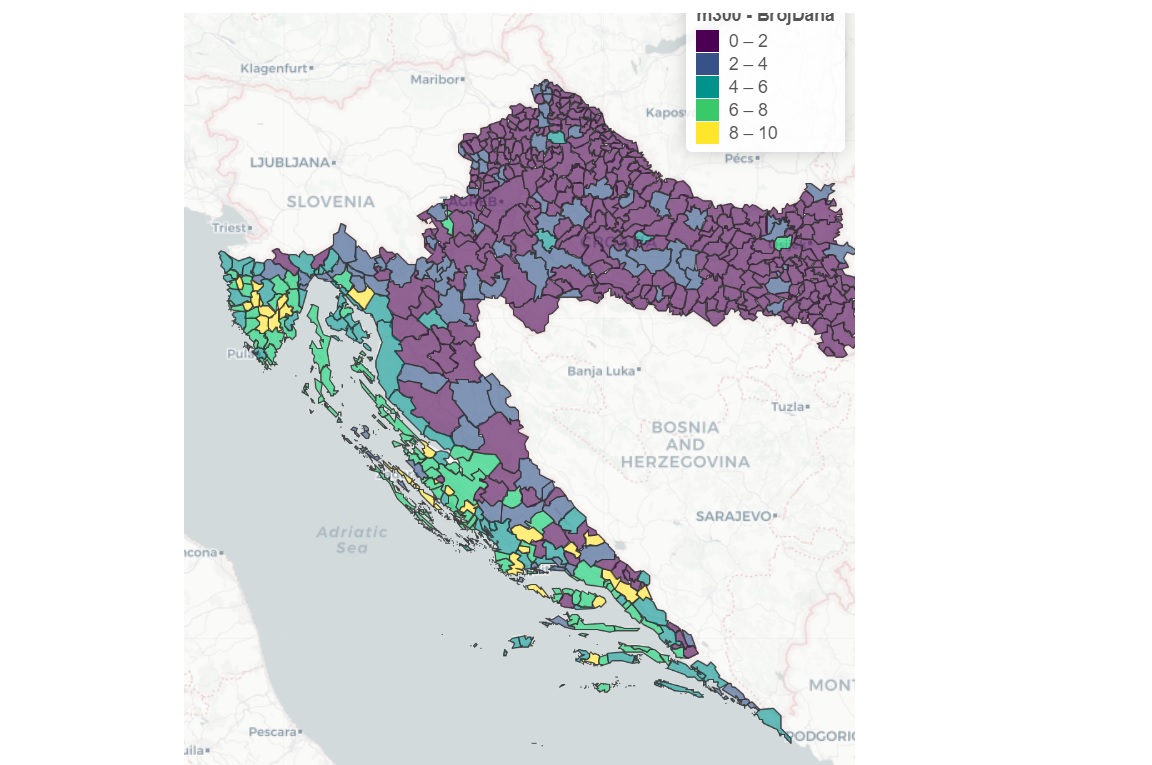 m300 - BrojDana
0 – 2
2 – 4
4 – 6
6 – 8
8 – 10
Klagenfurt
Maribor
Kapos
Pécs
LJUBLJANA
SLOVENIA
ZAGREB
Triest
Pula
Banja Luka
Tuzla
BOSNIA
AND
HERZEGOVINA
SARAJEVO
Adriatic
Sea
ncona
MONT
Pescara
PODGORIC
uila